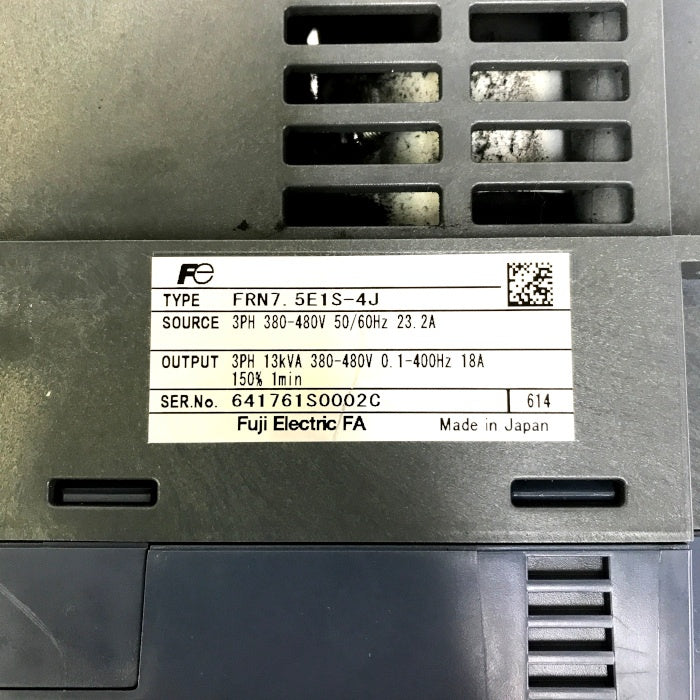 Fe
TYPE FRN7.5E1S-4J
SOURCE 3PH 380-480V 50/60Hz 23.2A
OUTPUT 3PH 13kVA 380-480V 0.1-400Hz 18A
150% 1min
SER.No. 641761S0002C 614
Fuji Electric FA Made in Japan